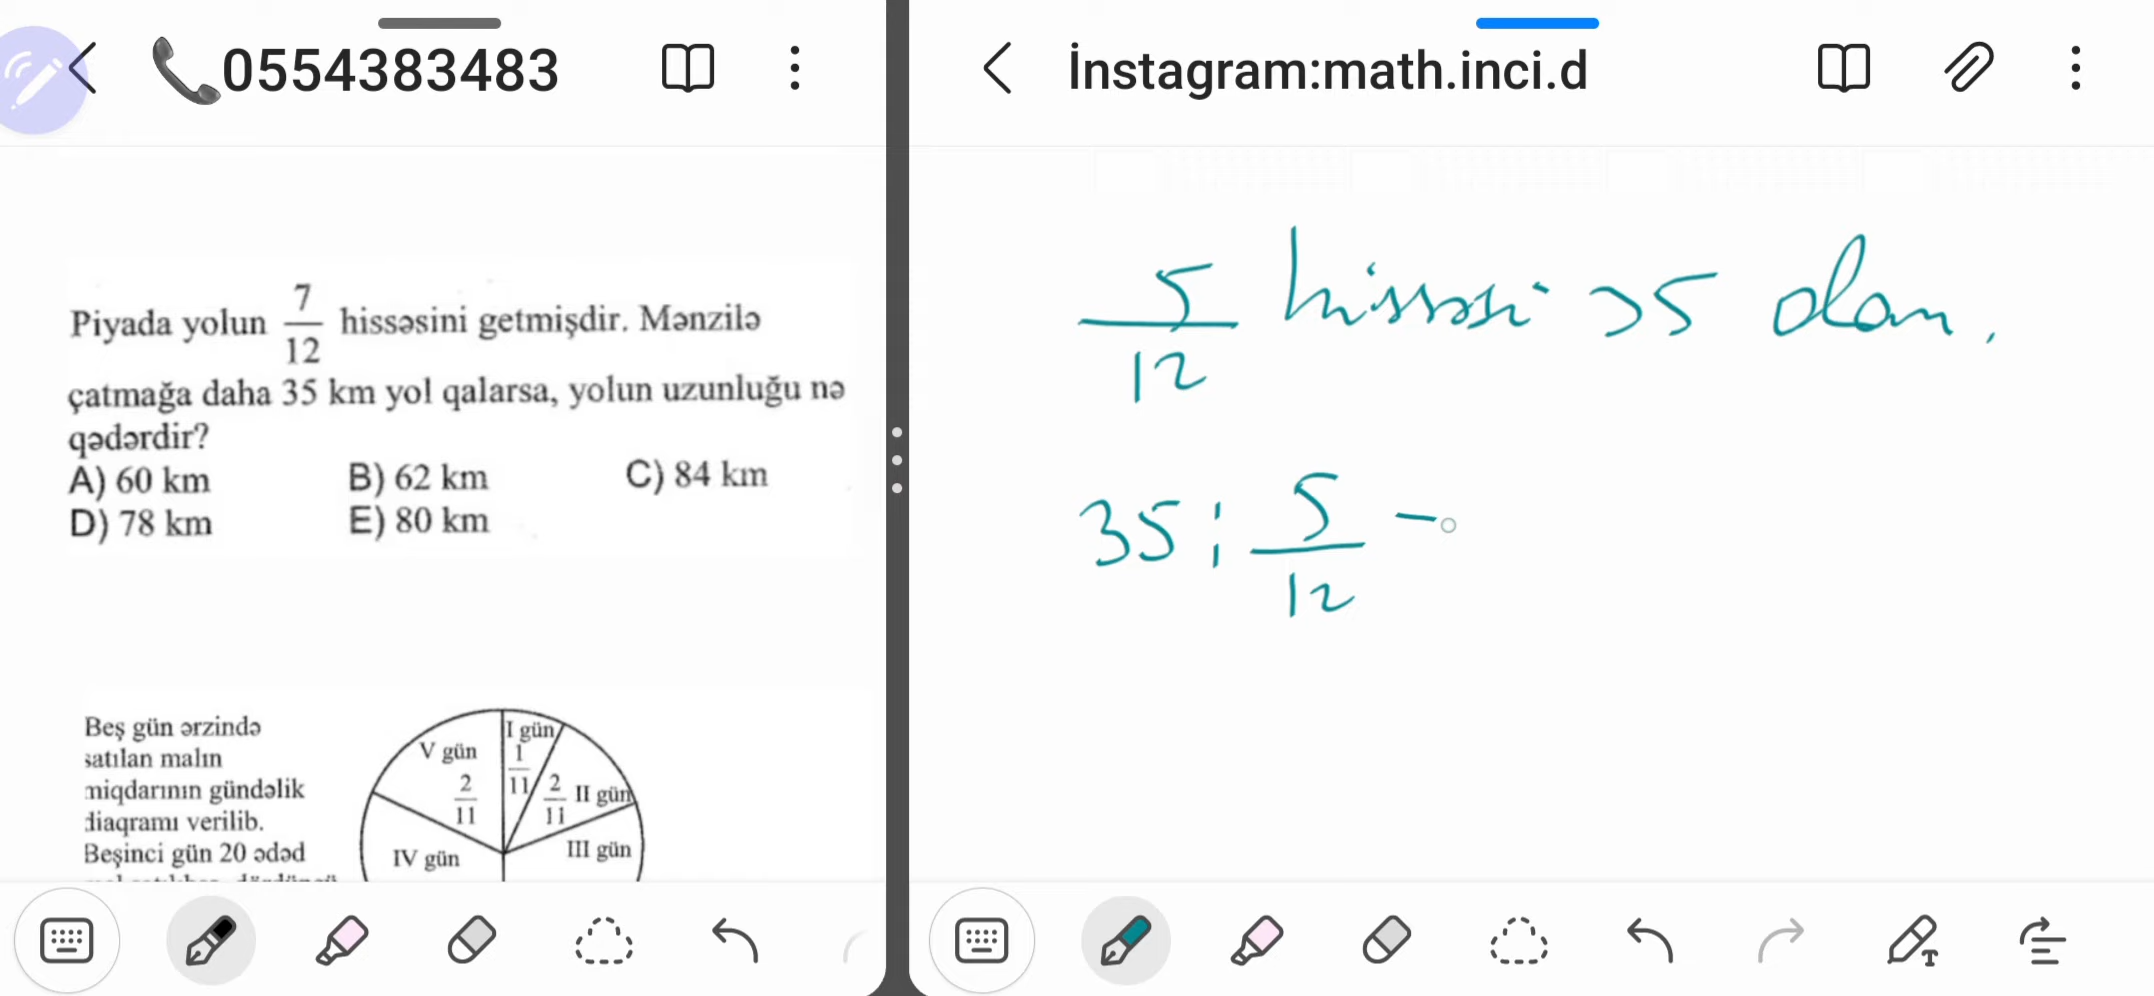 0554383483
Piyada yolun 7/12 hissəsini getmişdir. Mənzilə
çatmağa daha 35 km yol qalarsa, yolun uzunluğu nə
qədərdir?
A) 60 km B) 62 km C) 84 km
D) 78 km E) 80 km
Beş gün ərzində
satılan malın
miqdarının gündəlik
diaqramı verilib.
Beşinci gün 20 ədəd
I gün
1/11
2/11 II gün
III gün
IV gün
V gün
2/11
İnstagram:math.inci.d
5/12 hissəsi 35 olan,
35 : 5/12 -
T